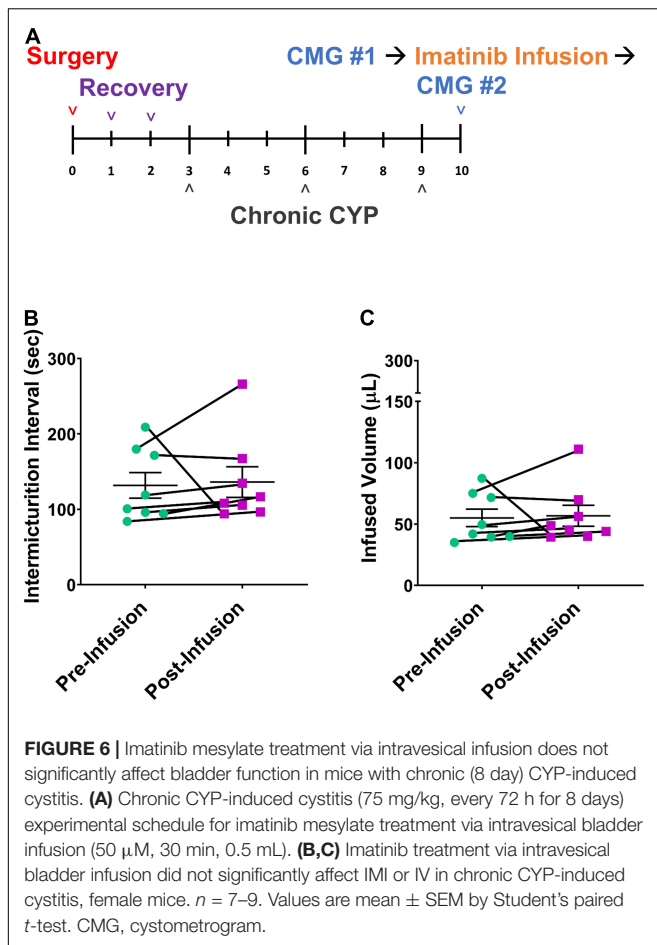 A
Surgery
CMG #1 → Imatinib Infusion →
Recovery
CMG #2
0 1 2 3 4 5 6 7 8 9 10
Chronic CYP
B
Intermicturition Interval (sec)
300
200
100
0
Pre-Infusion
Post-Infusion
C
Infused Volume (μL)
300
150
100
50
0
Pre-Infusion
Post-Infusion
FIGURE 6 | Imatinib mesylate treatment via intravesical infusion does not
significantly affect bladder function in mice with chronic (8 day) CYP-induced
cystitis. (A) Chronic CYP-induced cystitis (75 mg/kg, every 72 h for 8 days)
experimental schedule for imatinib mesylate treatment via intravesical bladder
infusion (50 μM, 30 min, 0.5 mL). (B,C) Imatinib treatment via intravesical
bladder infusion did not significantly affect IMI or IV in chronic CYP-induced
cystitis, female mice. n = 7–9. Values are mean ± SEM by Student's paired
t-test. CMG, cystometrogram.